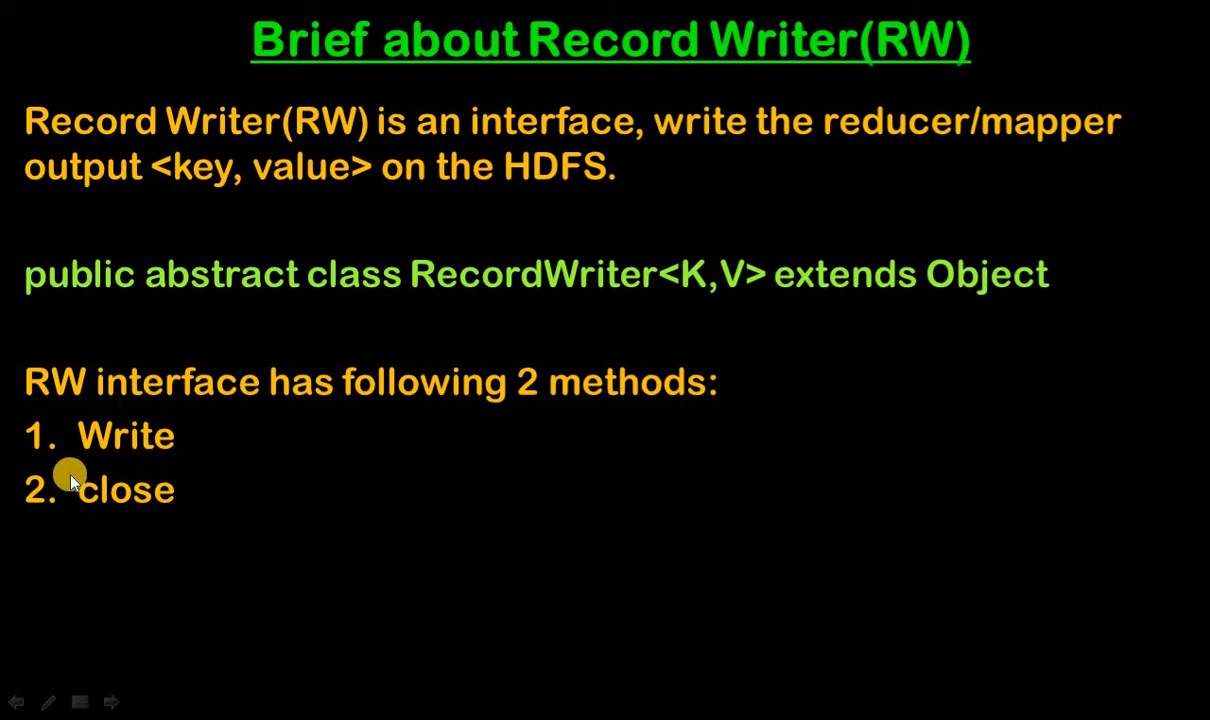 Brief about Record Writer(RW)
Record Writer(RW) is an interface, write the reducer/mapper
output <key, value> on the HDFS.
public abstract class RecordWriter<K,V> extends Object
RW interface has following 2 methods:
1. Write
2. close